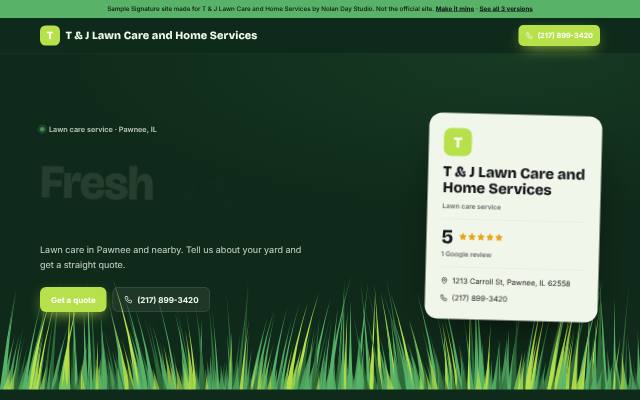 Sample Signature site made for T & J Lawn Care and Home Services by Nolan Day Studio. Not the official site. Make it mine · See all 3 versions
T T & J Lawn Care and Home Services
(217) 899-3420
Lawn care service · Pawnee, IL
Fresh
Lawn care in Pawnee and nearby. Tell us about your yard and
get a straight quote.
Get a quote
(217) 899-3420
T
T & J Lawn Care and
Home Services
Lawn care service
5 ★★★★★
1 Google review
1213 Carroll St, Pawnee, IL 62558
(217) 899-3420